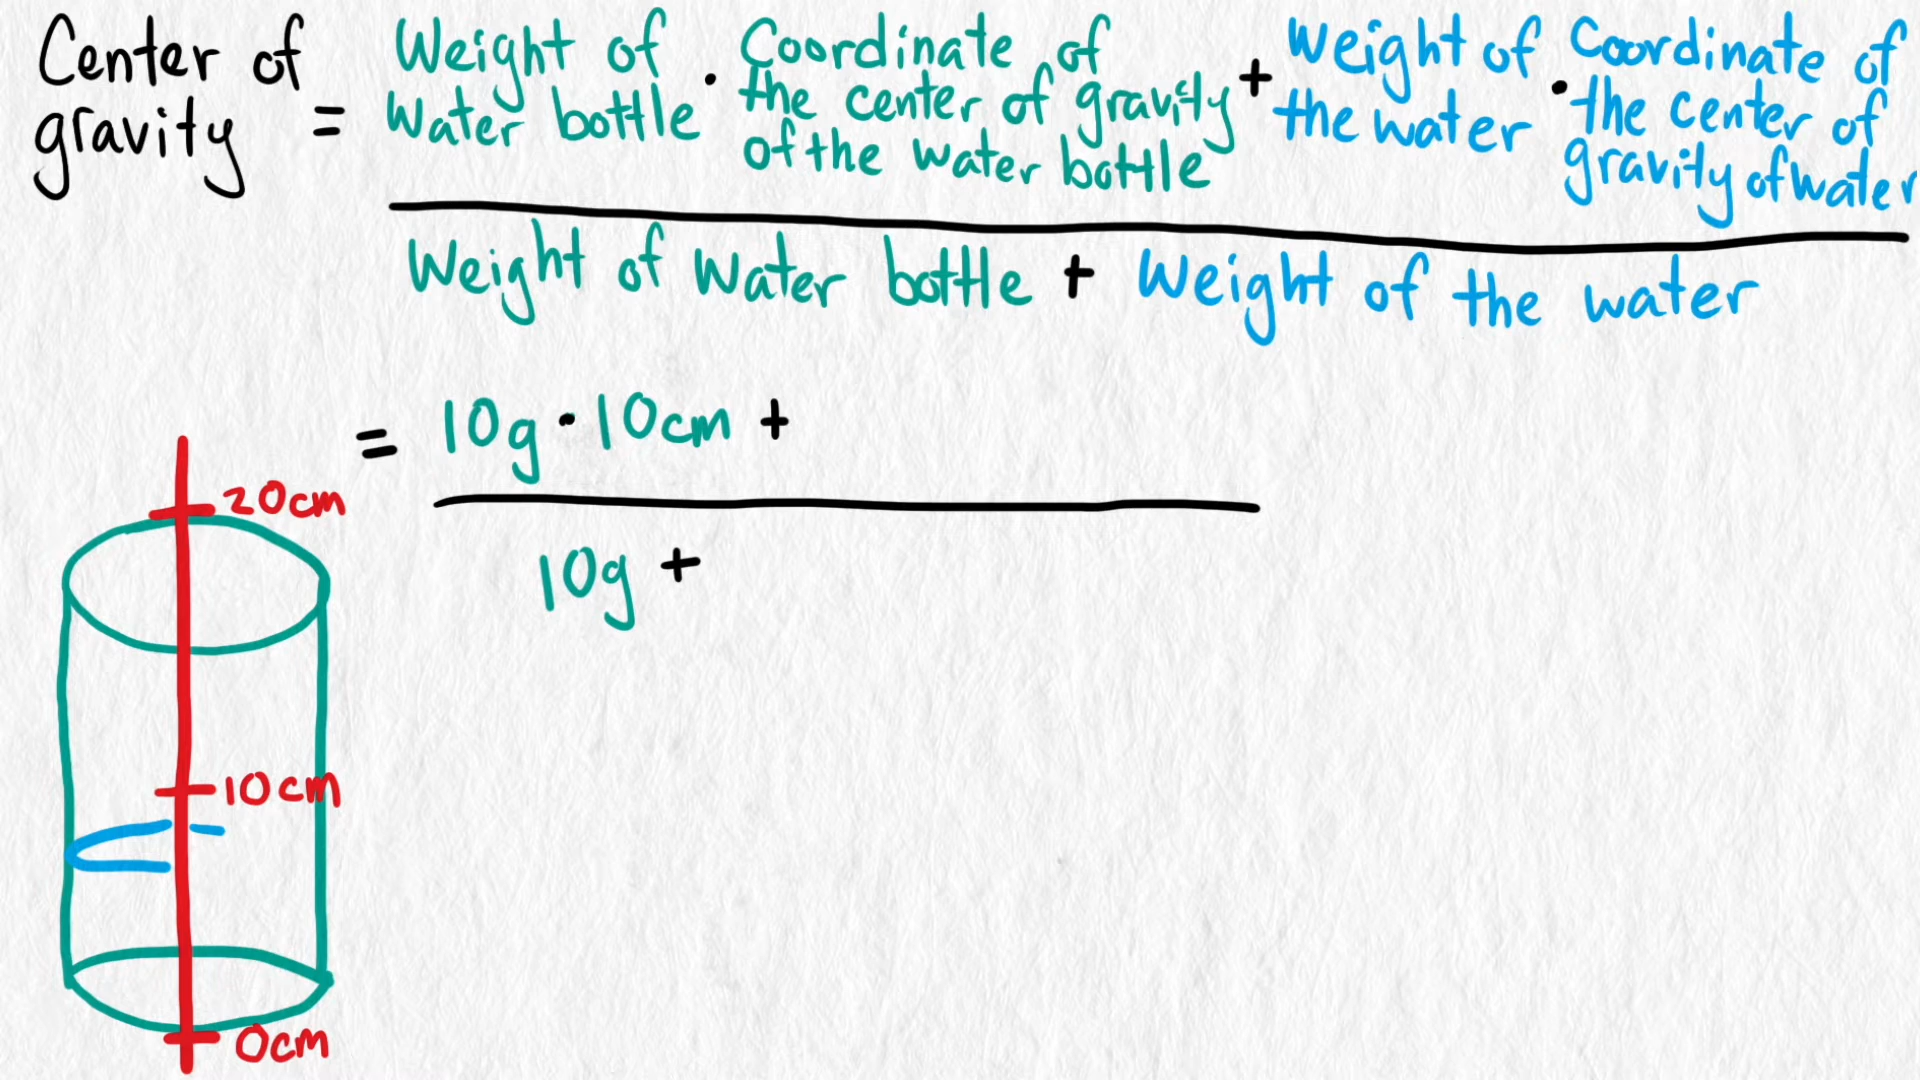 Center of
gravity =
Weight of
Water bottle
·
Coordinate of
the center of gravity
of the water bottle
+
Weight of
the water
·
Coordinate of
the center of
gravity of water
Weight of Water bottle + Weight of the water
= 10g · 10cm +
10g +
20cm
10cm
0cm